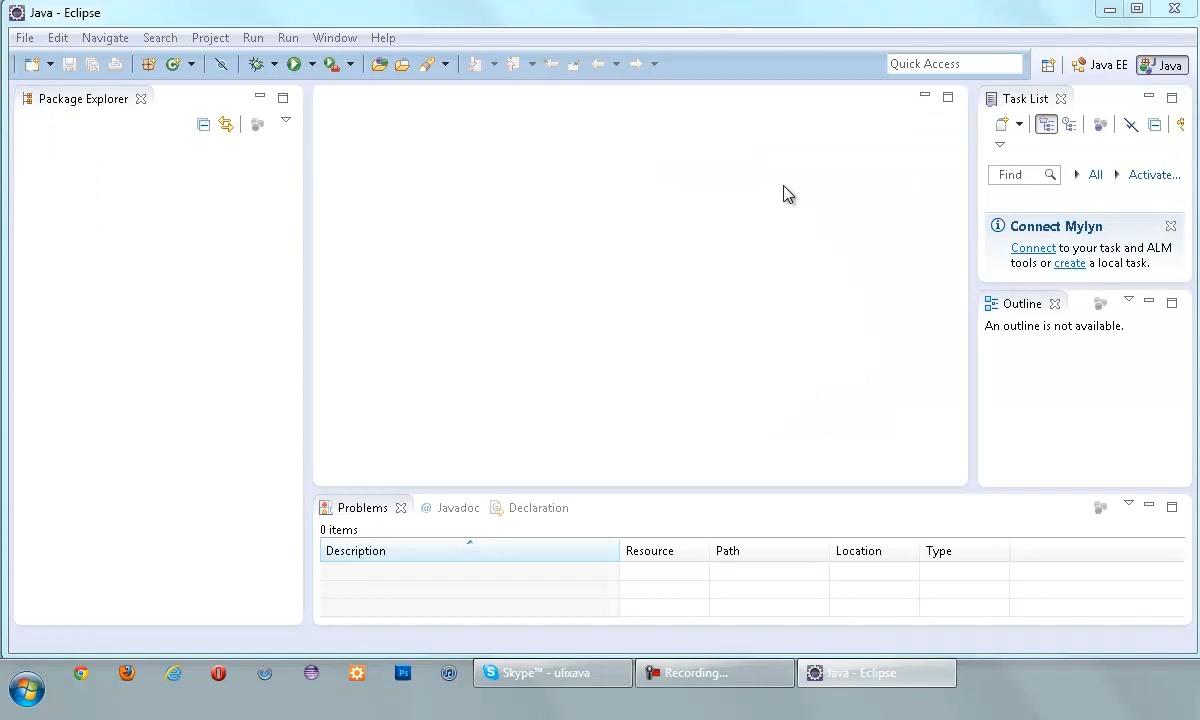 Java - Eclipse
File Edit Navigate Search Project Run Run Window Help
Quick Access
Java EE
Java
Package Explorer
Task List
Find
All
Activate...
Connect Mylyn
Connect to your task and ALM
tools or create a local task.
Outline
An outline is not available.
Problems
@ Javadoc
Declaration
0 items
Description Resource Path Location Type
Ps
Skype™ - ulixava
Recording...
Java - Eclipse